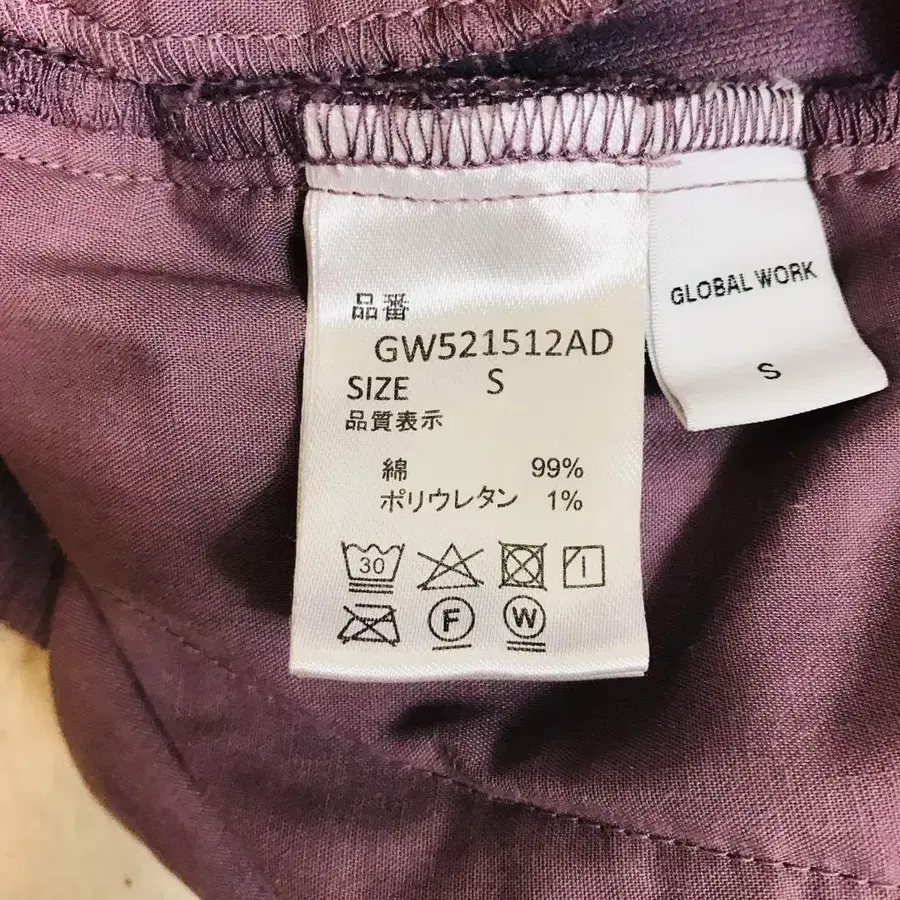 品番
GW521512AD
SIZE S
品質表示
綿 99%
ポリウレタン 1%
30
F W
GLOBAL WORK
S